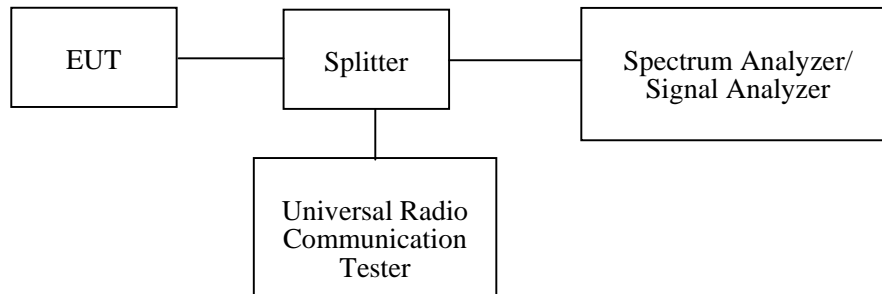 EUT
Splitter
Spectrum Analyzer/
Signal Analyzer
Universal Radio
Communication
Tester